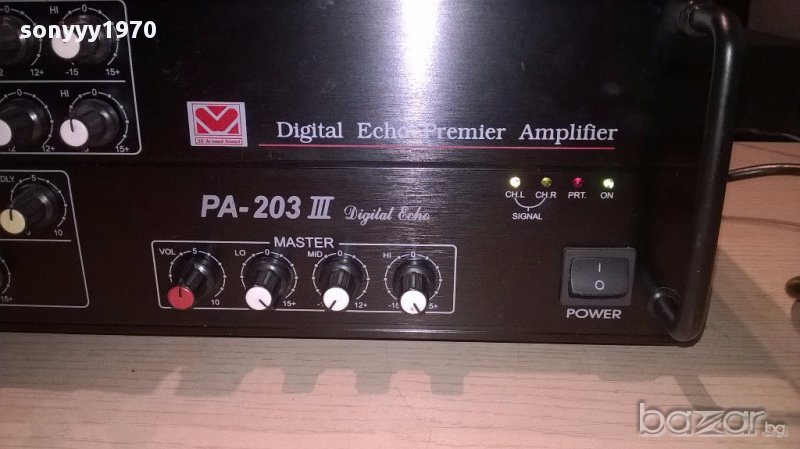 sonyyy1970
HI
12+ -15 15+
HI
12+ 15+
Digital Echo Premier Amplifier
DLY
10
15+
PA-203 III Digital Echo
CH.L CH.R PRT. ON
SIGNAL
MASTER
VOL 5 LO 0 MID 0 HI 0
10 15+ 12+
POWER
I
O
bazar.bg